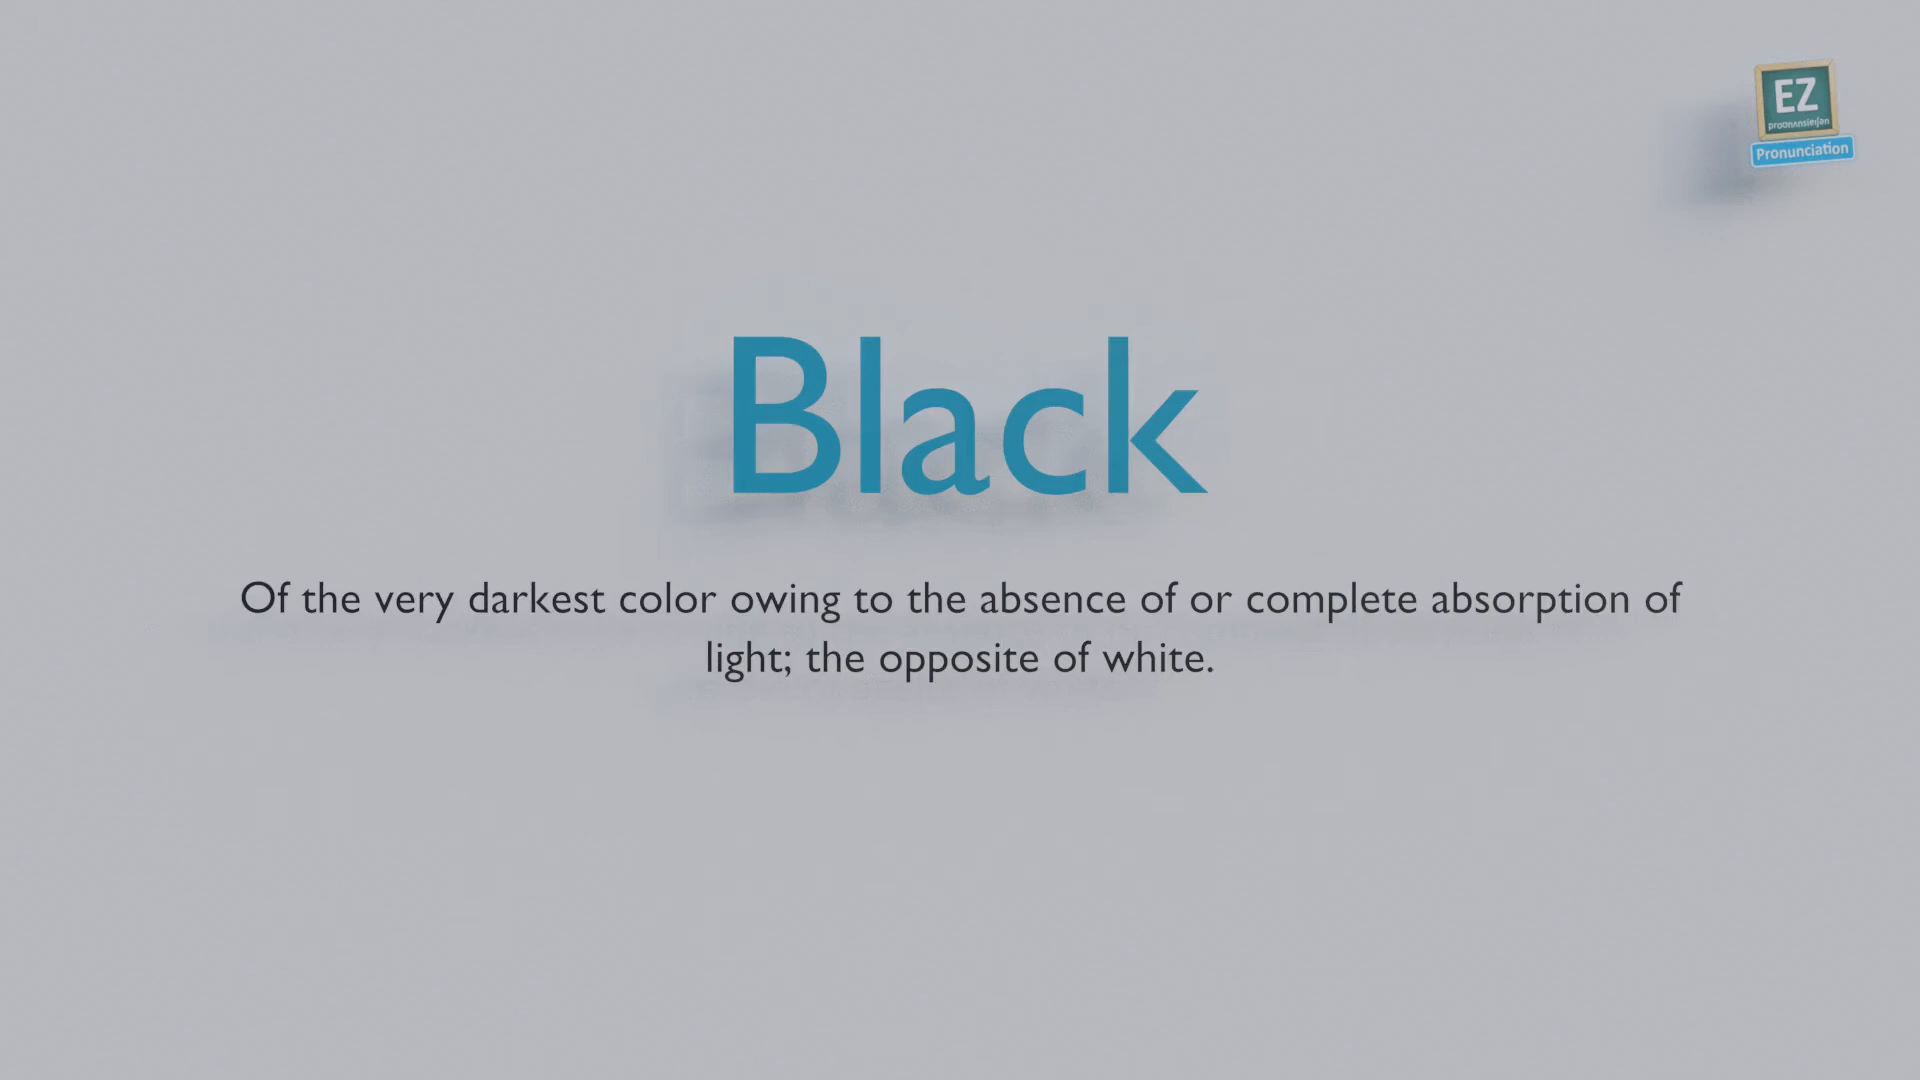 EZ
Pronunciation
Black
Of the very darkest color owing to the absence of or complete absorption of
light; the opposite of white.